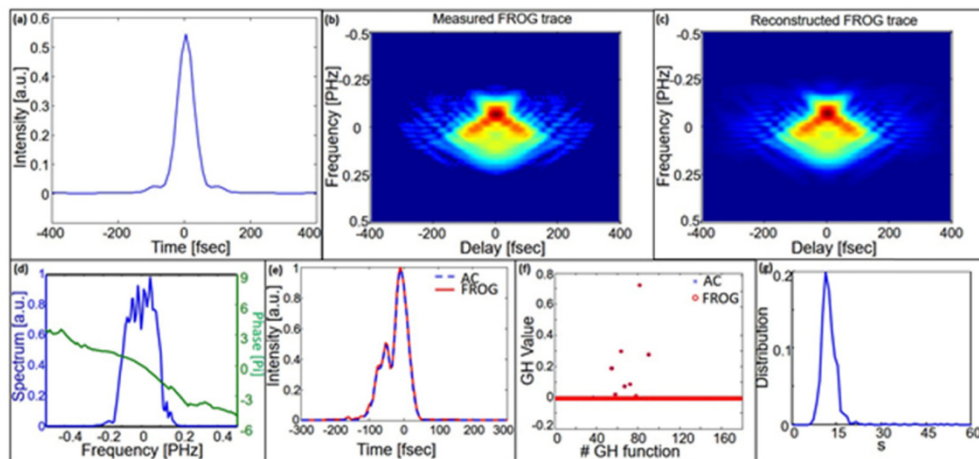 (a)
0.6
0.5
0.4
0.3
0.2
0.1
0
-400
-200
0
200
400
Intensity [a.u.]
Time [fsec]
(b)
Measured FROG trace
-0.5
-0.25
0
0.25
0.5
-400
-200
0
200
400
Frequency [PHz]
Delay [fsec]
(c)
Reconstructed FROG trace
-0.5
-0.25
0
0.25
0.5
-400
-200
0
200
400
Frequency [PHz]
Delay [fsec]
(d)
1
0.8
0.6
0.4
0.2
0
-0.4
-0.2
0
0.2
0.4
9
6
3
0
-3
-6
Spectrum [a.u.]
Phase [Pi]
Frequency [PHz]
(e)
1
0.8
0.6
0.4
0.2
0
-300
-200
-100
0
100
200
300
AC
FROG
Intensity [a.u.]
Time [fsec]
(f)
0.8
0.6
0.4
0.2
0
-0.2
0
40
80
120
160
AC
FROG
GH Value
# GH function
(g)
0.2
0.1
0
0
15
30
45
60
Distribution
s